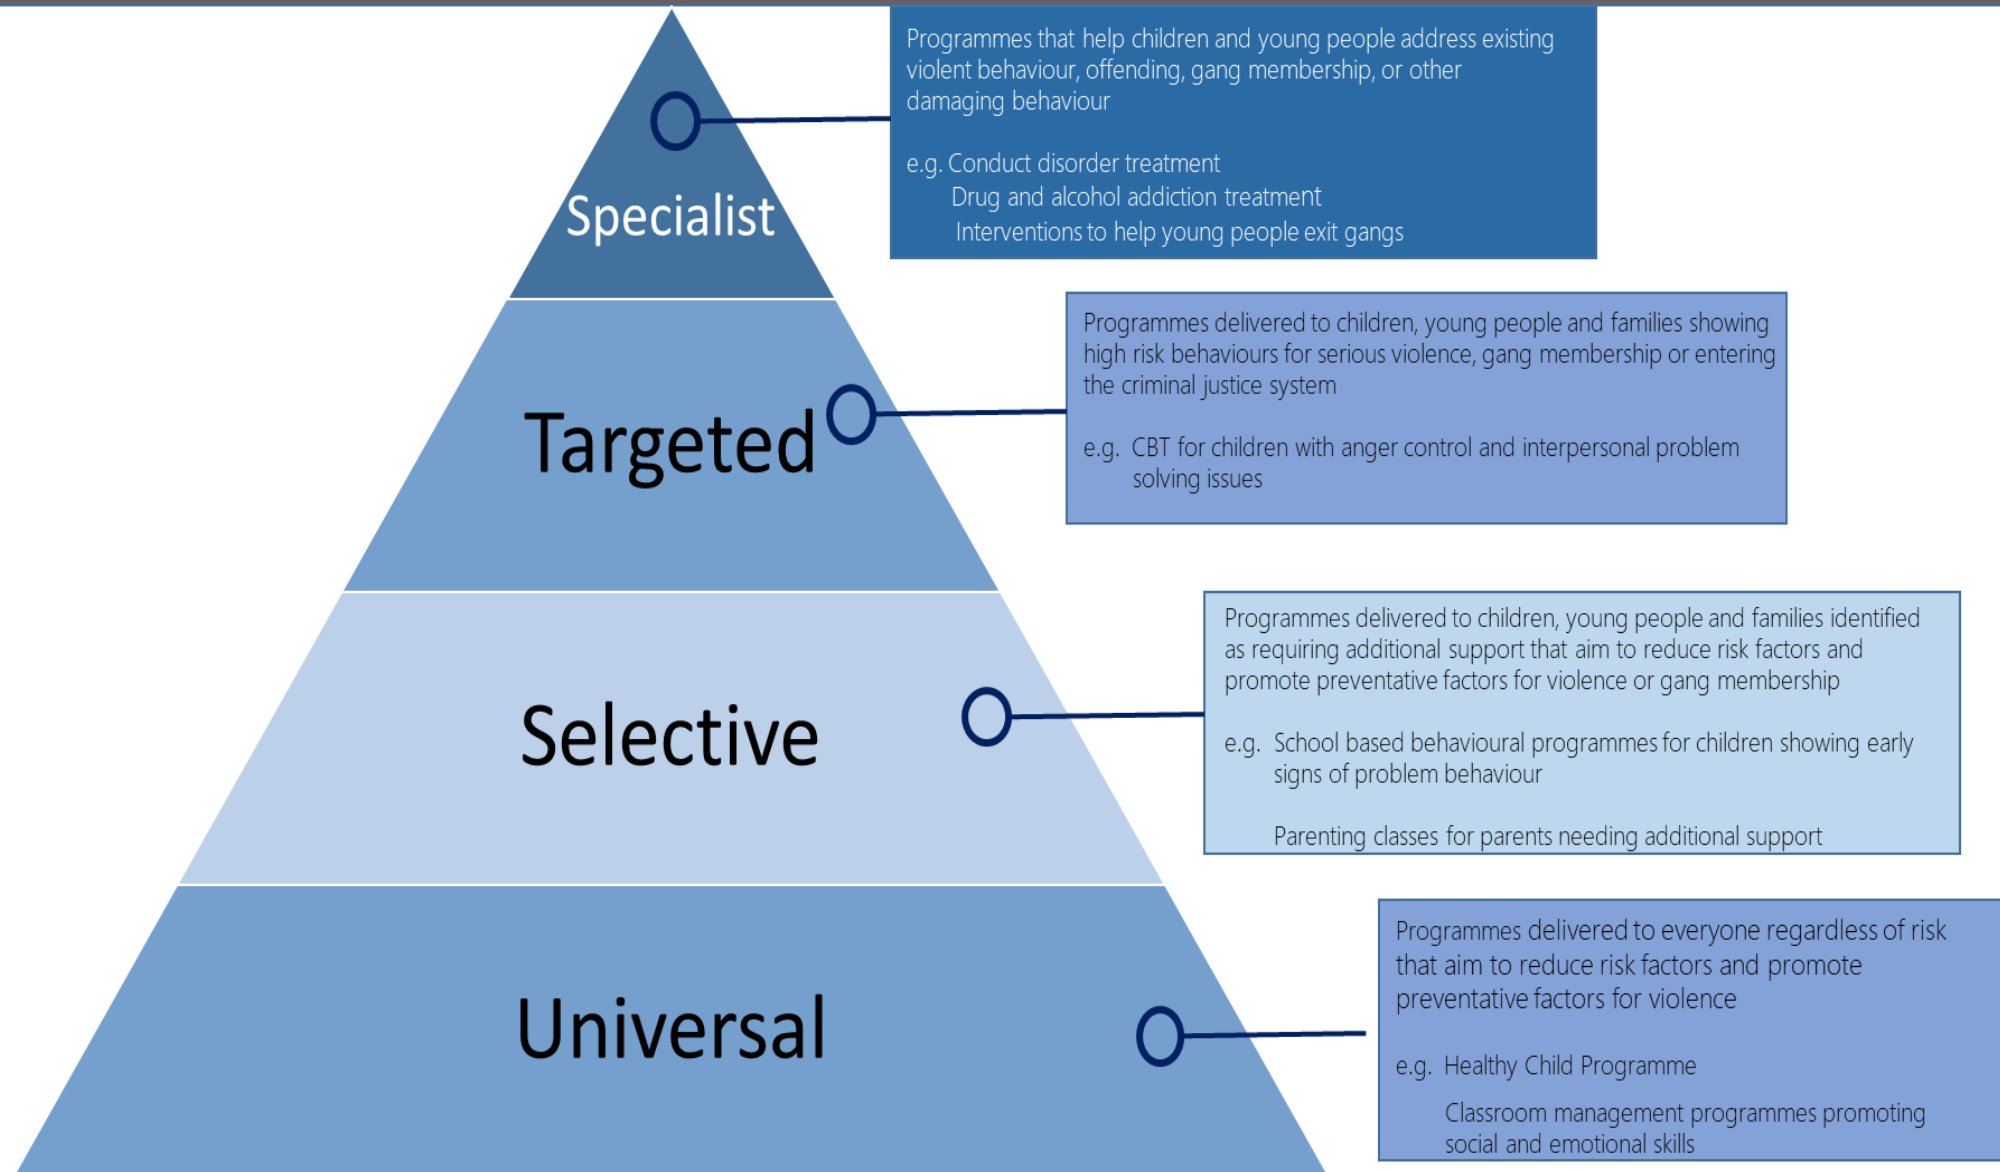 Programmes that help children and young people address existing
violent behaviour, offending, gang membership, or other
damaging behaviour
e.g. Conduct disorder treatment
Drug and alcohol addiction treatment
Interventions to help young people exit gangs
Specialist
Programmes delivered to children, young people and families showing
high risk behaviours for serious violence, gang membership or entering
the criminal justice system
e.g. CBT for children with anger control and interpersonal problem
solving issues
Targeted
Programmes delivered to children, young people and families identified
as requiring additional support that aim to reduce risk factors and
promote preventative factors for violence or gang membership
e.g. School based behavioural programmes for children showing early
signs of problem behaviour
Parenting classes for parents needing additional support
Selective
Programmes delivered to everyone regardless of risk
that aim to reduce risk factors and promote
preventative factors for violence
e.g. Healthy Child Programme
Classroom management programmes promoting
social and emotional skills
Universal